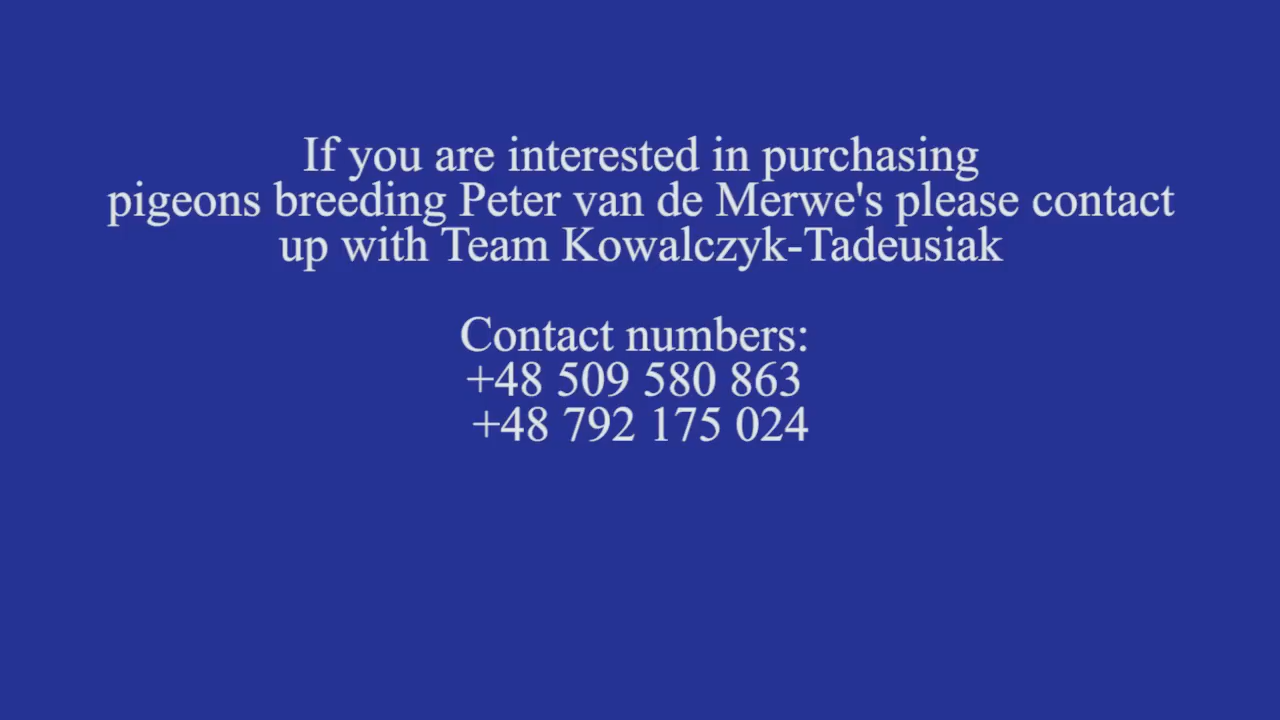 If you are interested in purchasing
pigeons breeding Peter van de Merwe's please contact
up with Team Kowalczyk-Tadeusiak
Contact numbers:
+48 509 580 863
+48 792 175 024